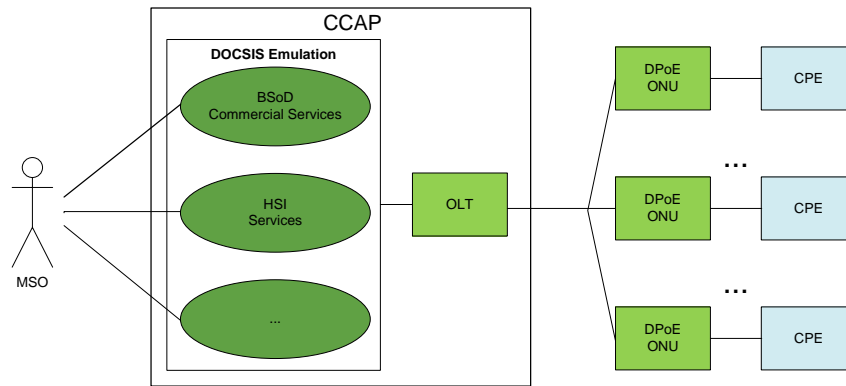 CCAP
DOCSIS Emulation
BSoD
Commercial Services
HSI
Services
...
MSO
OLT
DPoE
ONU
CPE
...
DPoE
ONU
CPE
...
DPoE
ONU
CPE